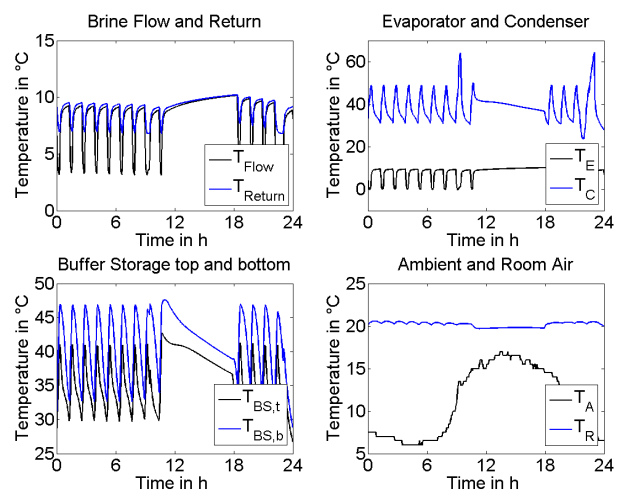 Brine Flow and Return
Temperature in °C
15
10
5
0
0 6 12 18 24
Time in h
T_Flow
T_Return
Evaporator and Condenser
Temperature in °C
60
40
20
0
0 6 12 18 24
Time in h
T_E
T_C
Buffer Storage top and bottom
Temperature in °C
50
45
40
35
30
25
0 6 12 18 24
Time in h
T_BS,t
T_BS,b
Ambient and Room Air
Temperature in °C
25
20
15
10
5
0 6 12 18 24
Time in h
T_A
T_R